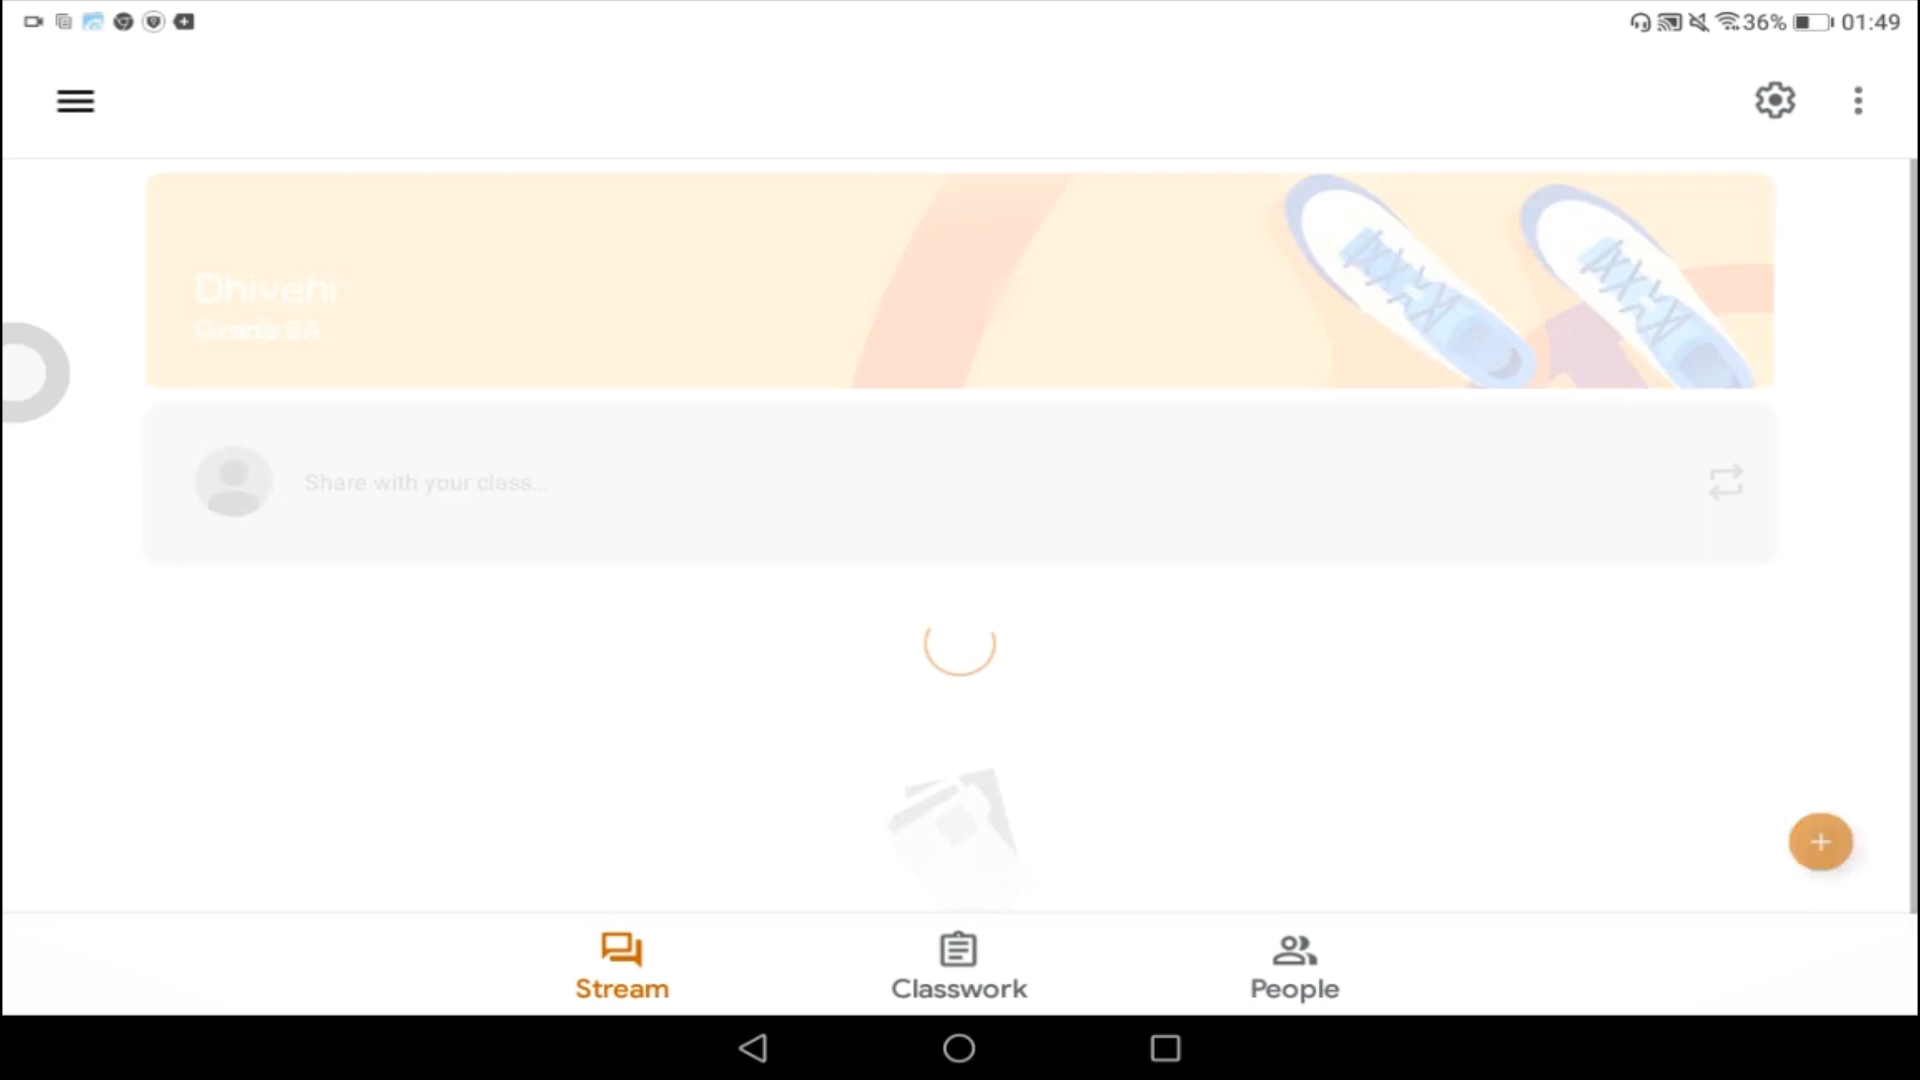 36% 01:49
Dhivehi
Grade 5A
Share with your class...
Stream
Classwork
People